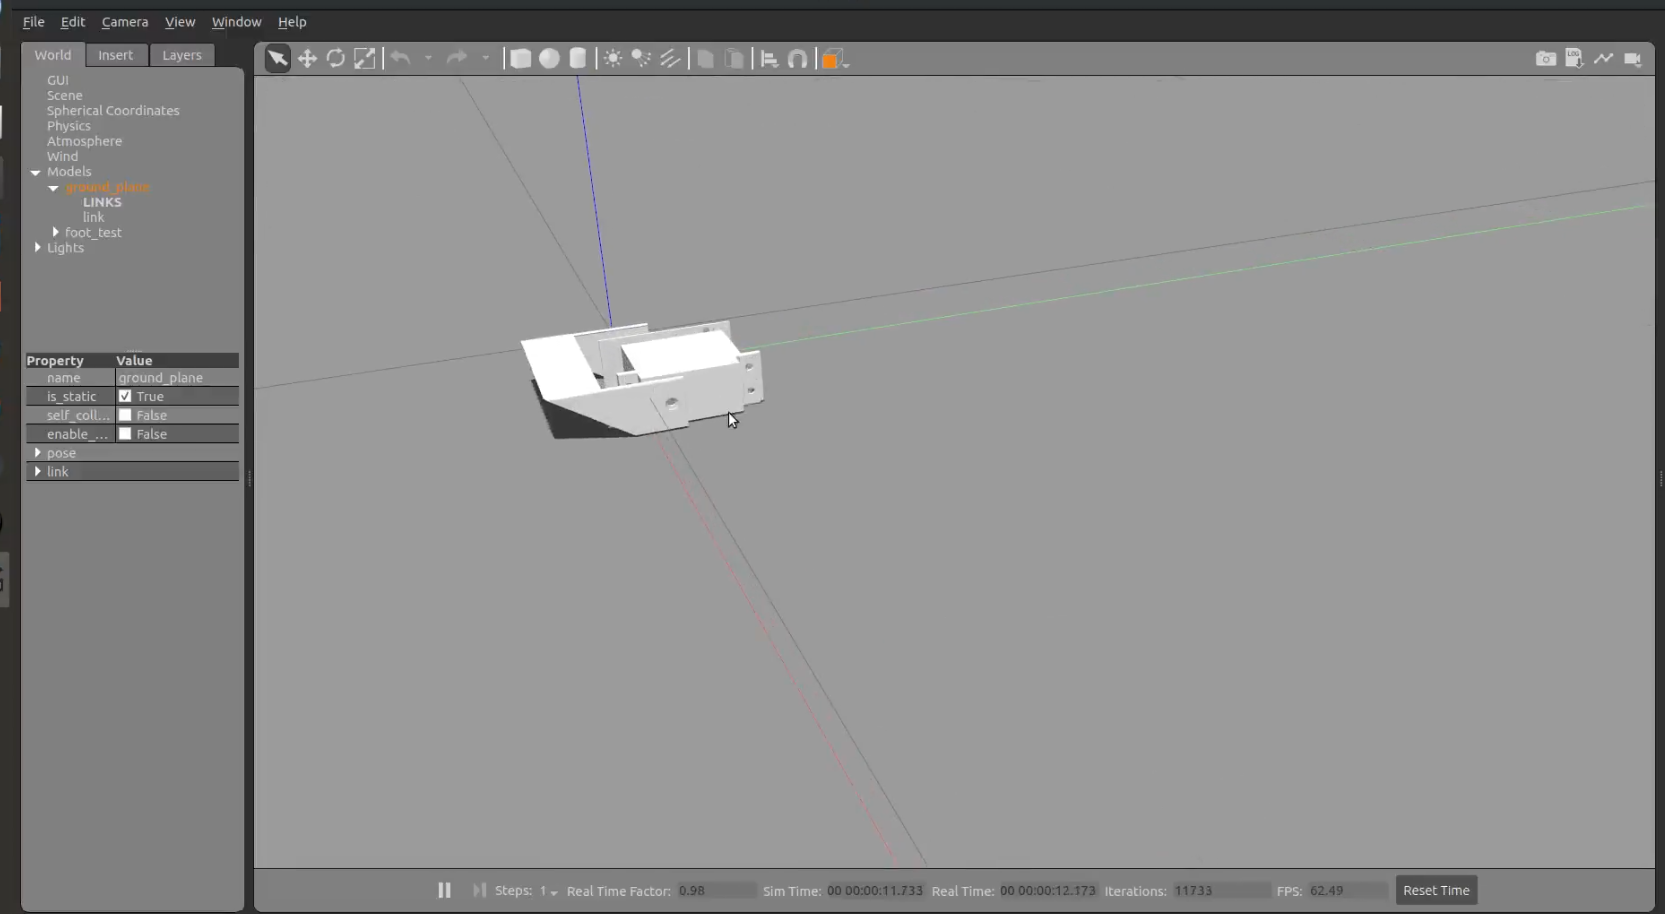 File Edit Camera View Window Help
World Insert Layers
GUI
Scene
Spherical Coordinates
Physics
Atmosphere
Wind
Models
ground_plane
LINKS
link
foot_test
Lights
LOG
Property Value
name ground_plane
is_static True
self_coll... False
enable_... False
pose
link
Steps: 1 Real Time Factor: 0.98 Sim Time: 00 00:00:11.733 Real Time: 00 00:00:12.173 Iterations: 11733 FPS: 62.49 Reset Time